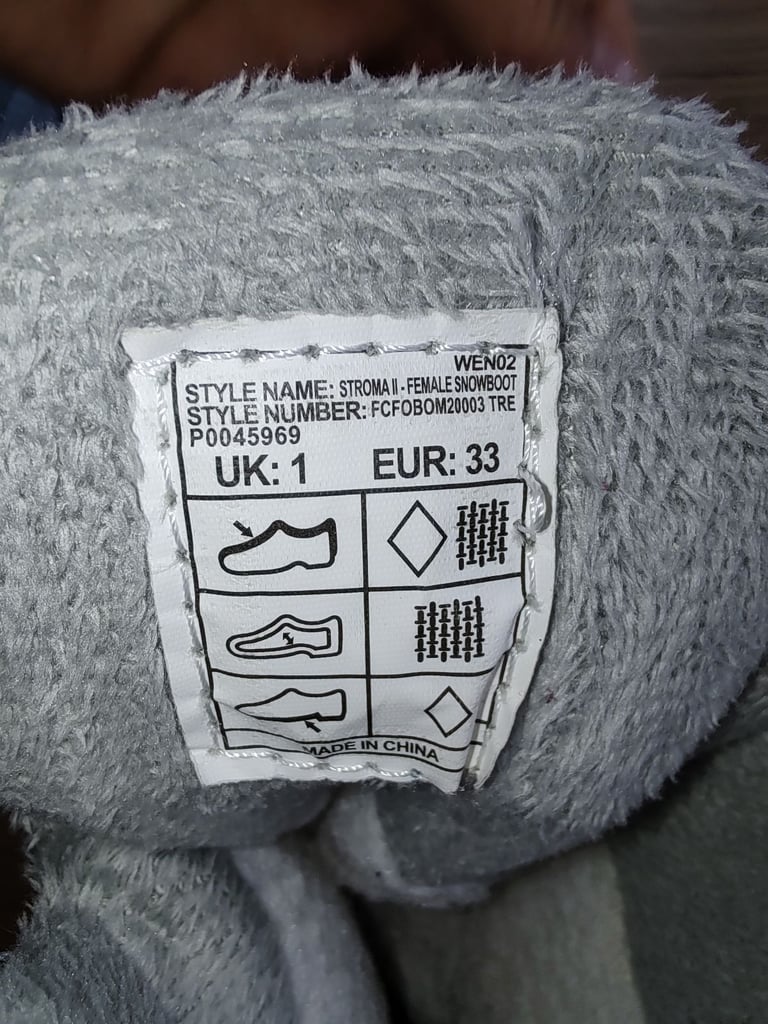 WEN02
STYLE NAME: STROMA II - FEMALE SNOWBOOT
STYLE NUMBER: FCFOBOM20003 TRE
P0045969
UK: 1 EUR: 33
MADE IN CHINA